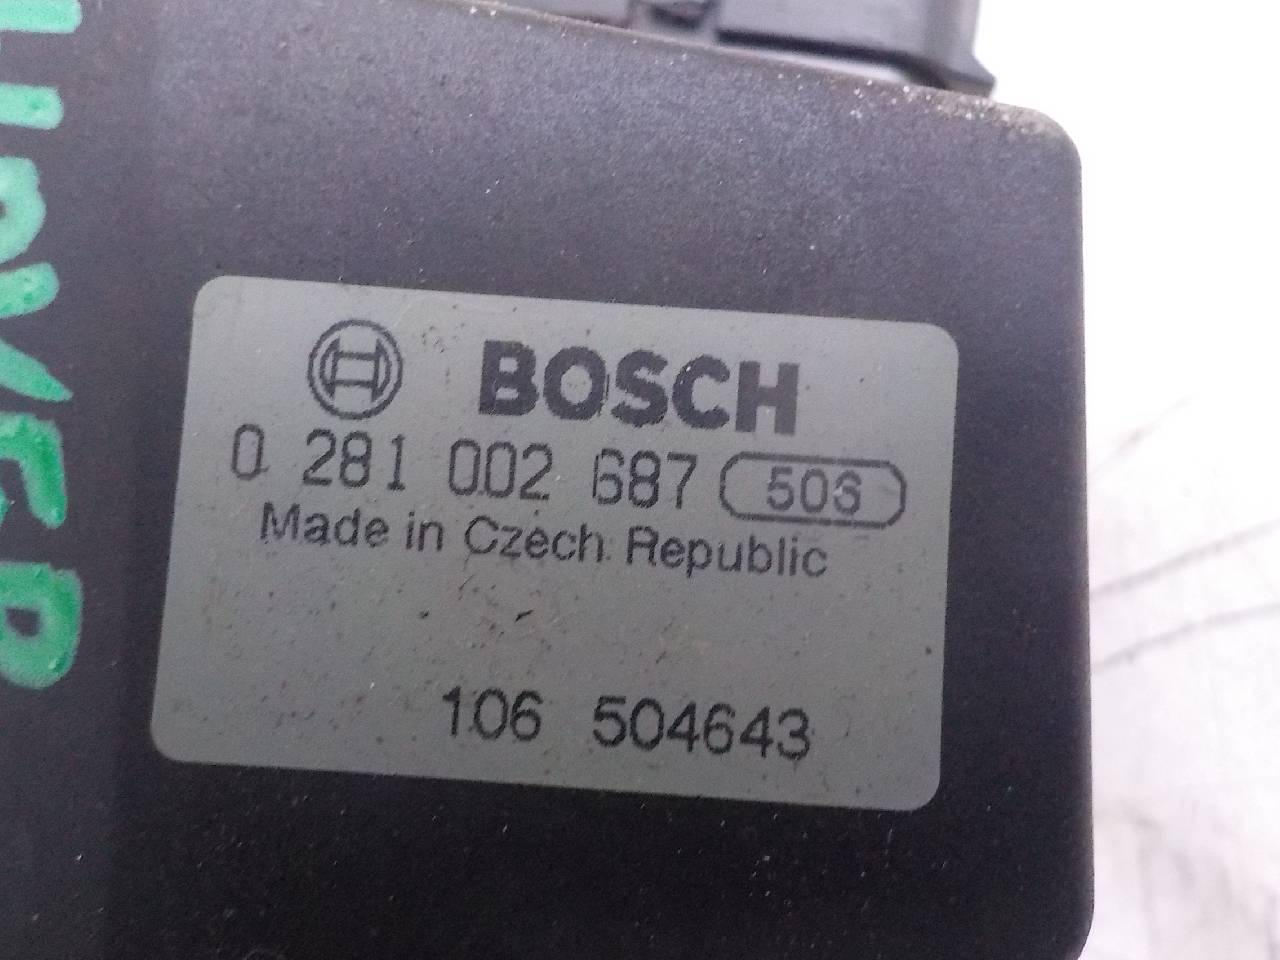 BOSCH
0 281 002 687 503
Made in Czech Republic
106 504643